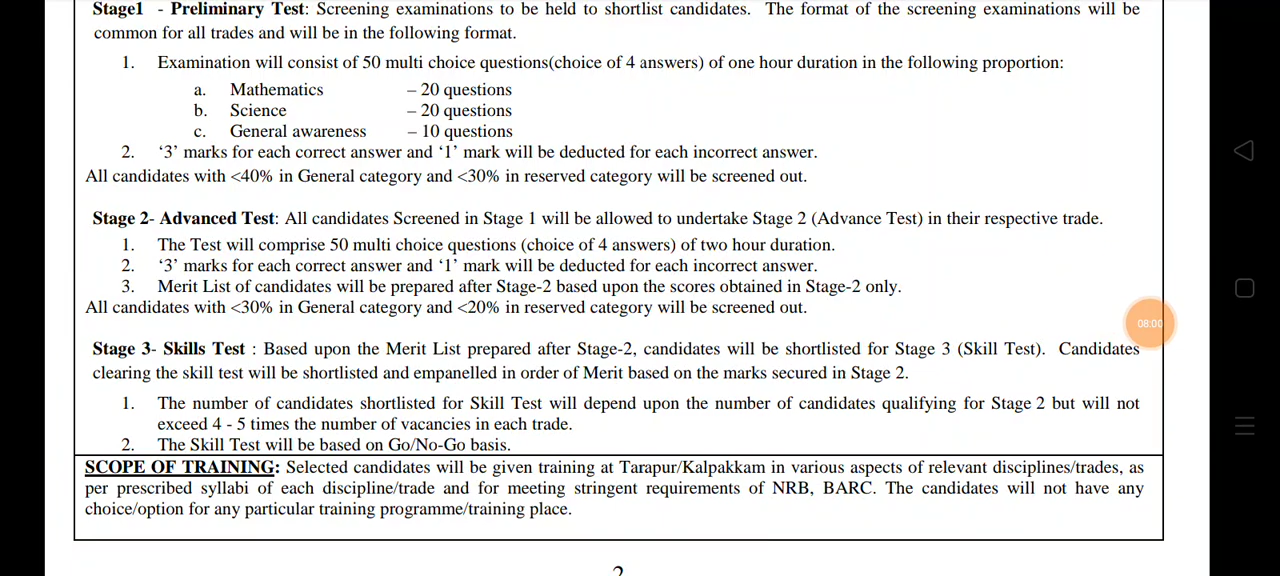 Stage1 - Preliminary Test: Screening examinations to be held to shortlist candidates. The format of the screening examinations will be
common for all trades and will be in the following format.
1. Examination will consist of 50 multi choice questions(choice of 4 answers) of one hour duration in the following proportion:
a. Mathematics – 20 questions
b. Science – 20 questions
c. General awareness – 10 questions
2. ‘3’ marks for each correct answer and ‘1’ mark will be deducted for each incorrect answer.
All candidates with <40% in General category and <30% in reserved category will be screened out.
Stage 2- Advanced Test: All candidates Screened in Stage 1 will be allowed to undertake Stage 2 (Advance Test) in their respective trade.
1. The Test will comprise 50 multi choice questions (choice of 4 answers) of two hour duration.
2. ‘3’ marks for each correct answer and ‘1’ mark will be deducted for each incorrect answer.
3. Merit List of candidates will be prepared after Stage-2 based upon the scores obtained in Stage-2 only.
All candidates with <30% in General category and <20% in reserved category will be screened out.
08:00
Stage 3- Skills Test : Based upon the Merit List prepared after Stage-2, candidates will be shortlisted for Stage 3 (Skill Test). Candidates
clearing the skill test will be shortlisted and empanelled in order of Merit based on the marks secured in Stage 2.
1. The number of candidates shortlisted for Skill Test will depend upon the number of candidates qualifying for Stage 2 but will not
exceed 4 - 5 times the number of vacancies in each trade.
2. The Skill Test will be based on Go/No-Go basis.
SCOPE OF TRAINING: Selected candidates will be given training at Tarapur/Kalpakkam in various aspects of relevant disciplines/trades, as
per prescribed syllabi of each discipline/trade and for meeting stringent requirements of NRB, BARC. The candidates will not have any
choice/option for any particular training programme/training place.